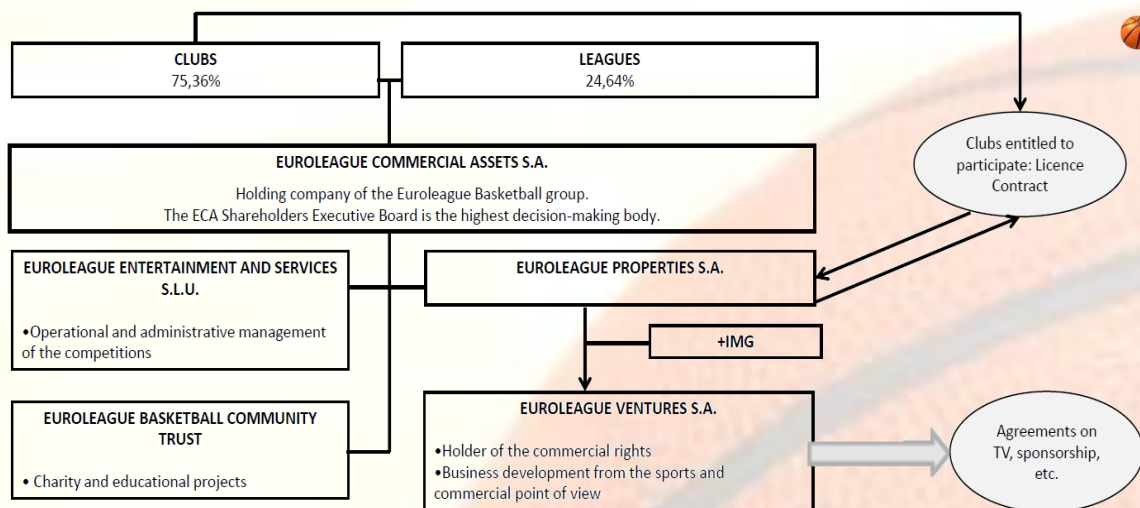 CLUBS
75,36%
LEAGUES
24,64%
Clubs entitled to
participate: Licence
Contract
EUROLEAGUE COMMERCIAL ASSETS S.A.
Holding company of the Euroleague Basketball group.
The ECA Shareholders Executive Board is the highest decision-making body.
EUROLEAGUE ENTERTAINMENT AND SERVICES
S.L.U.
•Operational and administrative management
of the competitions
EUROLEAGUE PROPERTIES S.A.
+IMG
EUROLEAGUE BASKETBALL COMMUNITY
TRUST
• Charity and educational projects
EUROLEAGUE VENTURES S.A.
•Holder of the commercial rights
•Business development from the sports and
commercial point of view
Agreements on
TV, sponsorship,
etc.